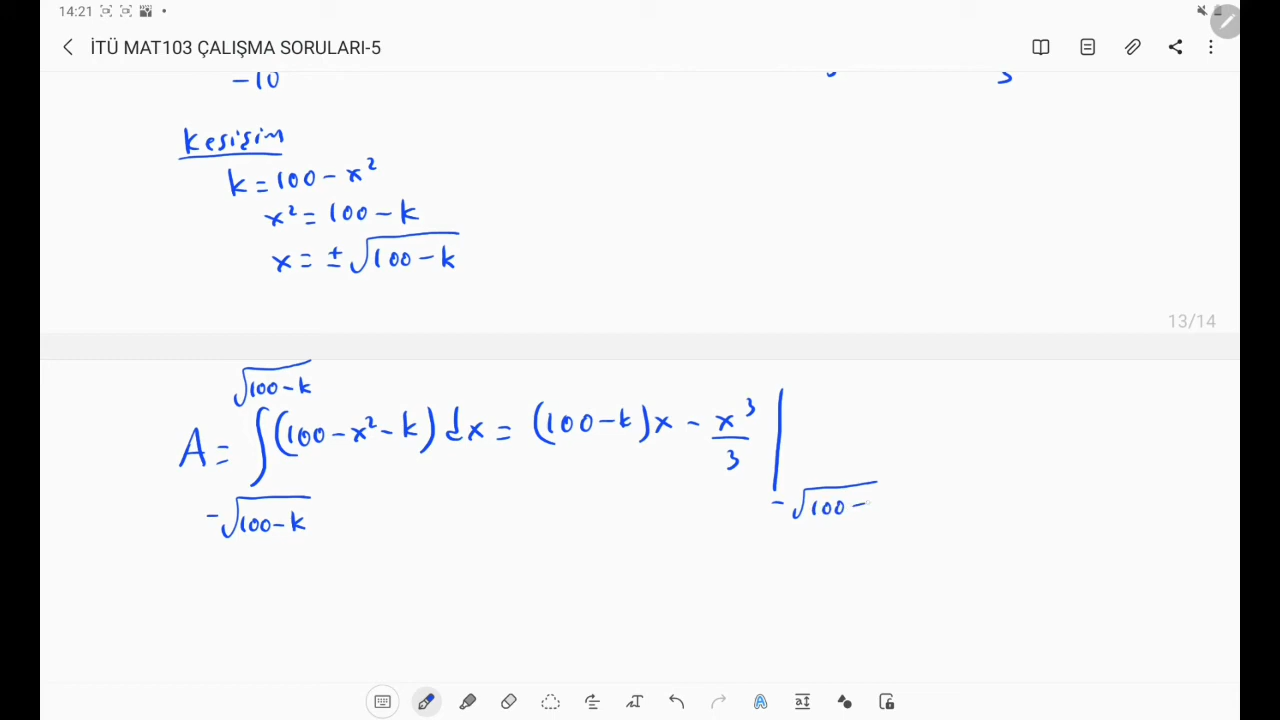 14:21
İTÜ MAT103 ÇALIŞMA SORULARI-5
-10
3
Kesişim
k = 100 - x²
x² = 100 - k
x = ± √(100 - k)
13/14
√(100-k)
A = ∫ (100 - x² - k) dx = (100-k)x - x³/3 |
-√(100-k)
-√(100 -